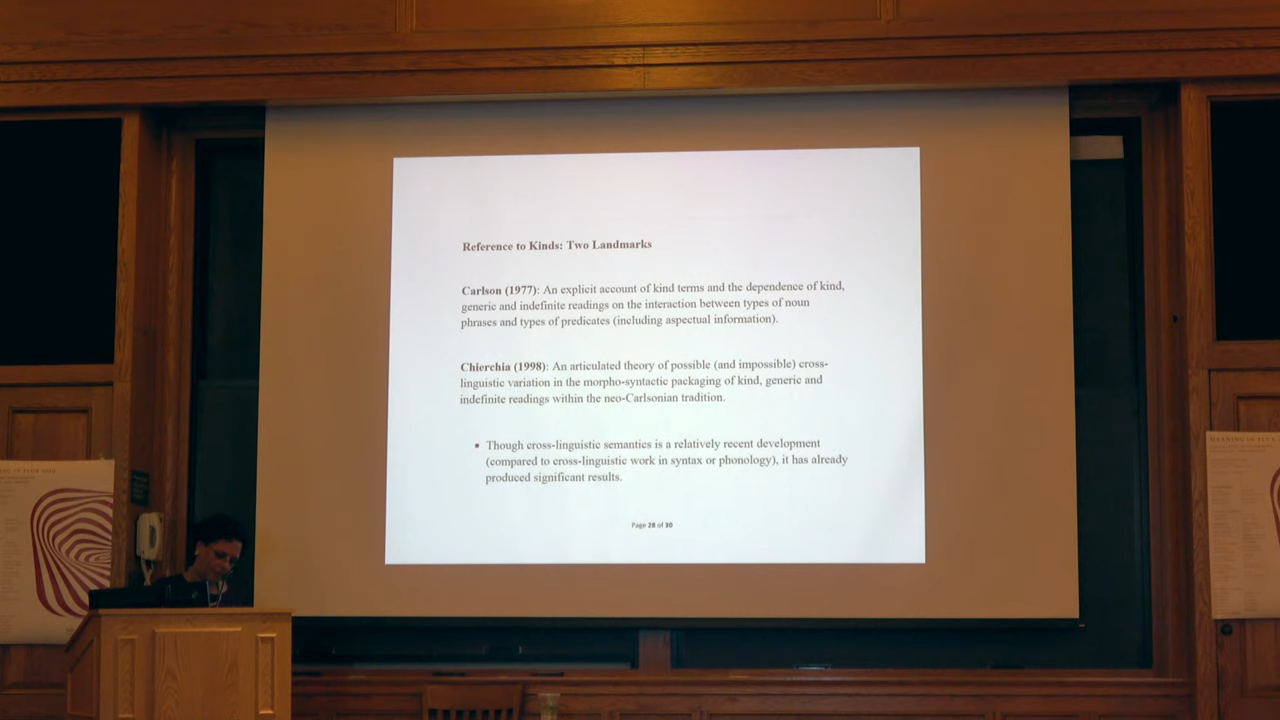 Reference to Kinds: Two Landmarks
Carlson (1977): An explicit account of kind terms and the dependence of kind,
generic and indefinite readings on the interaction between types of noun
phrases and types of predicates (including aspectual information).
Chierchia (1998): An articulated theory of possible (and impossible) cross-
linguistic variation in the morpho-syntactic packaging of kind, generic and
indefinite readings within the neo-Carlsonian tradition.
• Though cross-linguistic semantics is a relatively recent development
(compared to cross-linguistic work in syntax or phonology), it has already
produced significant results.
Page 28 of 30